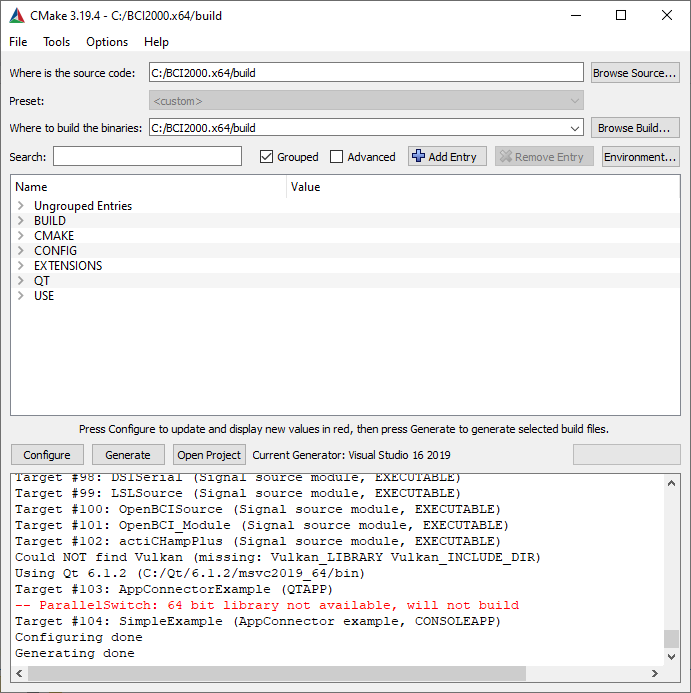 CMake 3.19.4 - C:/BCI2000.x64/build
File Tools Options Help
Where is the source code: C:/BCI2000.x64/build Browse Source...
Preset: <custom>
Where to build the binaries: C:/BCI2000.x64/build Browse Build...
Search: Grouped Advanced Add Entry Remove Entry Environment...
Name Value
Ungrouped Entries
BUILD
CMAKE
CONFIG
EXTENSIONS
QT
USE
Press Configure to update and display new values in red, then press Generate to generate selected build files.
Configure Generate Open Project Current Generator: Visual Studio 16 2019
Target #98: DSISerial (Signal source module, EXECUTABLE)
Target #99: LSLSource (Signal source module, EXECUTABLE)
Target #100: OpenBCISource (Signal source module, EXECUTABLE)
Target #101: OpenBCI_Module (Signal source module, EXECUTABLE)
Target #102: actiCHampPlus (Signal source module, EXECUTABLE)
Could NOT find Vulkan (missing: Vulkan_LIBRARY Vulkan_INCLUDE_DIR)
Using Qt 6.1.2 (C:/Qt/6.1.2/msvc2019_64/bin)
Target #103: AppConnectorExample (QTAPP)
-- ParallelSwitch: 64 bit library not available, will not build
Target #104: SimpleExample (AppConnector example, CONSOLEAPP)
Configuring done
Generating done